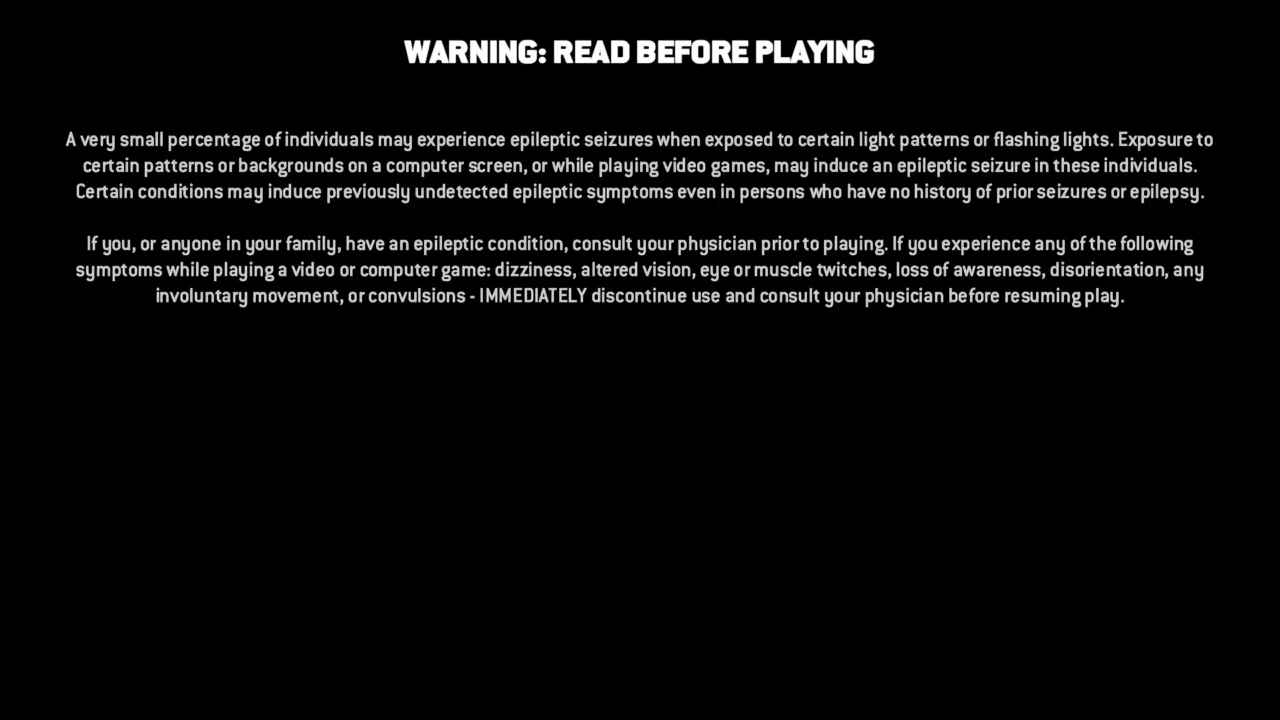 WARNING: READ BEFORE PLAYING
A very small percentage of individuals may experience epileptic seizures when exposed to certain light patterns or flashing lights. Exposure to
certain patterns or backgrounds on a computer screen, or while playing video games, may induce an epileptic seizure in these individuals.
Certain conditions may induce previously undetected epileptic symptoms even in persons who have no history of prior seizures or epilepsy.
If you, or anyone in your family, have an epileptic condition, consult your physician prior to playing. If you experience any of the following
symptoms while playing a video or computer game: dizziness, altered vision, eye or muscle twitches, loss of awareness, disorientation, any
involuntary movement, or convulsions - IMMEDIATELY discontinue use and consult your physician before resuming play.